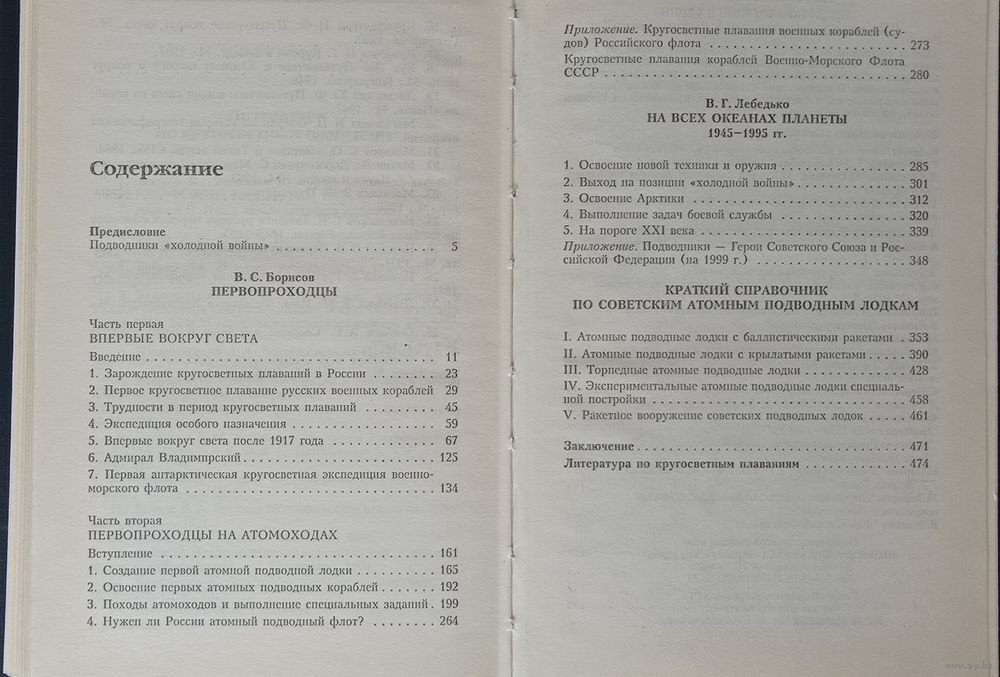 Содержание
Предисловие
Подводники «холодной войны» . . . . . . . . . . . . . . . . . . . . 5
В. С. Борисов
ПЕРВОПРОХОДЦЫ
Часть первая
ВПЕРВЫЕ ВОКРУГ СВЕТА
Введение . . . . . . . . . . . . . . . . . . . . . . . . . . . . . . . . . . . 11
1. Зарождение кругосветных плаваний в России . . . . . . . . 23
2. Первое кругосветное плавание русских военных кораблей 29
3. Трудности в период кругосветных плаваний . . . . . . . . . 45
4. Экспедиция особого назначения . . . . . . . . . . . . . . . . . 59
5. Впервые вокруг света после 1917 года . . . . . . . . . . . . . 67
6. Адмирал Владимирский . . . . . . . . . . . . . . . . . . . . . . . 125
7. Первая антарктическая кругосветная экспедиция военно-
морского флота . . . . . . . . . . . . . . . . . . . . . . . . . . . . . . 134
Часть вторая
ПЕРВОПРОХОДЦЫ НА АТОМОХОДАХ
Вступление . . . . . . . . . . . . . . . . . . . . . . . . . . . . . . . . . 161
1. Создание первой атомной подводной лодки . . . . . . . . . . 165
2. Освоение первых атомных подводных кораблей . . . . . . . 192
3. Походы атомоходов и выполнение специальных заданий . 199
4. Нужен ли России атомный подводный флот? . . . . . . . . 264
Приложение. Кругосветные плавания военных кораблей (су-
дов) Российского флота . . . . . . . . . . . . . . . . . . . . . . . . 273
Кругосветные плавания кораблей Военно-Морского Флота
СССР . . . . . . . . . . . . . . . . . . . . . . . . . . . . . . . . . . . . . 280
В. Г. Лебедько
НА ВСЕХ ОКЕАНАХ ПЛАНЕТЫ
1945—1995 гг.
1. Освоение новой техники и оружия . . . . . . . . . . . . . . . 285
2. Выход на позиции «холодной войны» . . . . . . . . . . . . . 301
3. Освоение Арктики . . . . . . . . . . . . . . . . . . . . . . . . . . 312
4. Выполнение задач боевой службы . . . . . . . . . . . . . . . 320
5. На пороге XXI века . . . . . . . . . . . . . . . . . . . . . . . . . 339
Приложение. Подводники — Герои Советского Союза и Рос-
сийской Федерации (на 1999 г.) . . . . . . . . . . . . . . . . . . 348
КРАТКИЙ СПРАВОЧНИК
ПО СОВЕТСКИМ АТОМНЫМ ПОДВОДНЫМ ЛОДКАМ
I. Атомные подводные лодки с баллистическими ракетами . 353
II. Атомные подводные лодки с крылатыми ракетами . . . . . 390
III. Торпедные атомные подводные лодки . . . . . . . . . . . . 428
IV. Экспериментальные атомные подводные лодки специаль-
ной постройки . . . . . . . . . . . . . . . . . . . . . . . . . . . . . . 458
V. Ракетное вооружение советских подводных лодок . . . . . 461
Заключение . . . . . . . . . . . . . . . . . . . . . . . . . . . . . . . . 471
Литература по кругосветным плаваниям . . . . . . . . . . . . 474
www.ay.by